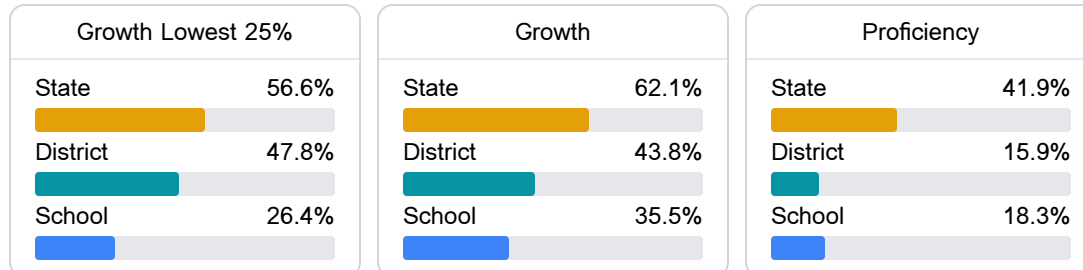 Growth Lowest 25%
State 56.6%
District 47.8%
School 26.4%
Growth
State 62.1%
District 43.8%
School 35.5%
Proficiency
State 41.9%
District 15.9%
School 18.3%